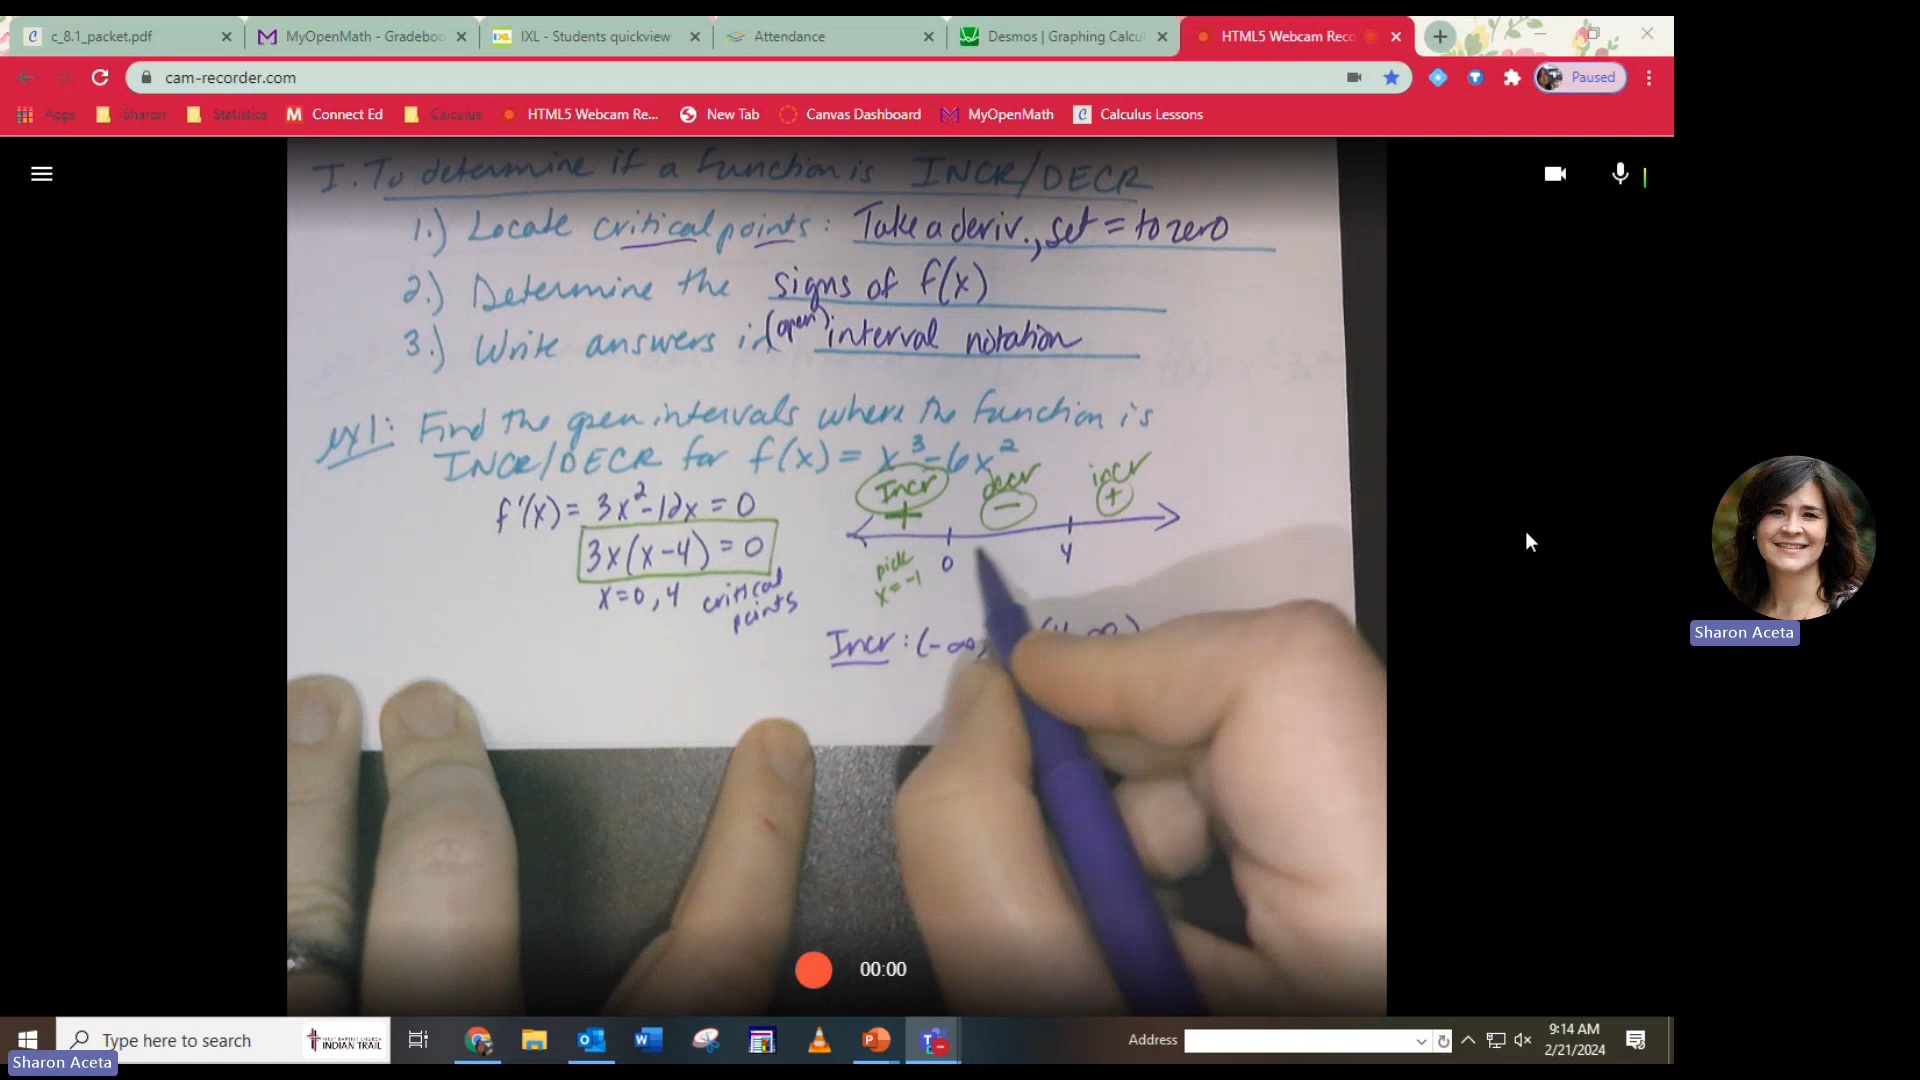 c_8.1_packet.pdf
MyOpenMath - Gradeboo
IXL - Students quickview
Attendance
Desmos | Graphing Calcul
HTML5 Webcam Reco
cam-recorder.com
Paused
Apps
Sharon
Statistics
Connect Ed
Calculus
HTML5 Webcam Re...
New Tab
Canvas Dashboard
MyOpenMath
Calculus Lessons
I. To determine if a function is INCR/DECR
1.) Locate critical points: Take a deriv., set = to zero
2.) Determine the signs of f(x)
3.) Write answers in (open) interval notation
ex1: Find the open intervals where the function is
INCR/DECR for f(x) = x³-6x²
f'(x) = 3x²-12x = 0
3x(x-4) = 0
x=0, 4 critical
points
Incr decr incr
+ − +
0 4
pick
x = -1
Incr: (-∞, (4, ∞)
00:00
Sharon Aceta
Type here to search
INDIAN TRAIL
Address
9:14 AM
2/21/2024
Sharon Aceta